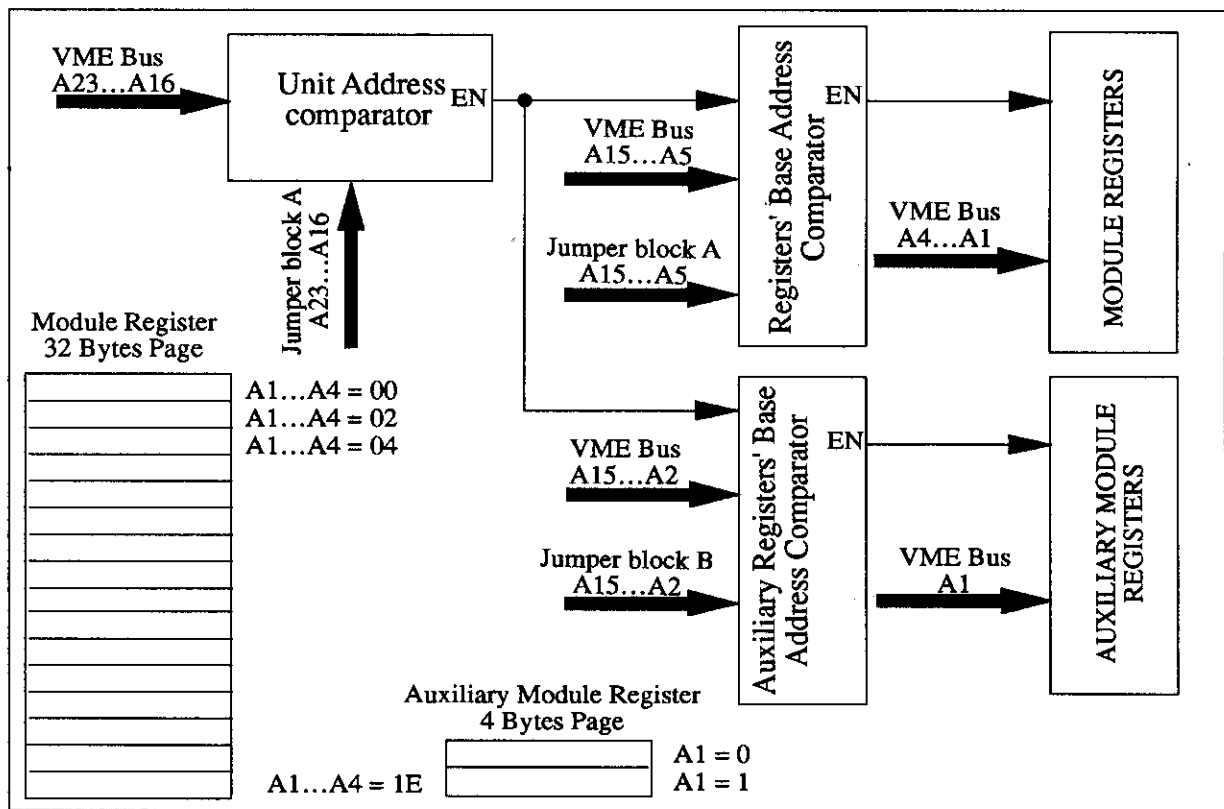 VME Bus
A23...A16
Unit Address
comparator
EN
Jumper block A
A23...A16
VME Bus
A15...A5
Jumper block A
A15...A5
Registers' Base Address
Comparator
EN
VME Bus
A4...A1
MODULE REGISTERS
Module Register
32 Bytes Page
A1...A4 = 00
A1...A4 = 02
A1...A4 = 04
A1...A4 = 1E
VME Bus
A15...A2
Jumper block B
A15...A2
Auxiliary Registers' Base
Address Comparator
EN
VME Bus
A1
AUXILIARY MODULE
REGISTERS
Auxiliary Module Register
4 Bytes Page
A1 = 0
A1 = 1